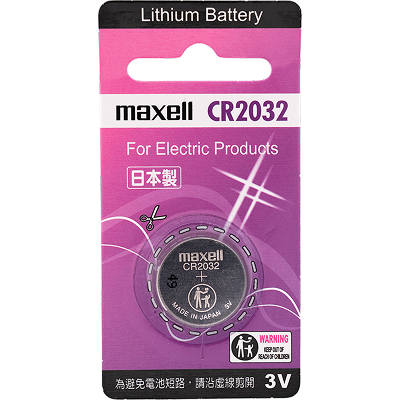 Lithium Battery
maxell CR2032
For Electric Products
日本製
maxell
CR2032
+
49
MADE IN JAPAN 3V
WARNING
KEEP OUT OF
REACH OF CHILDREN
為避免電池短路,請沿虛線剪開 3V